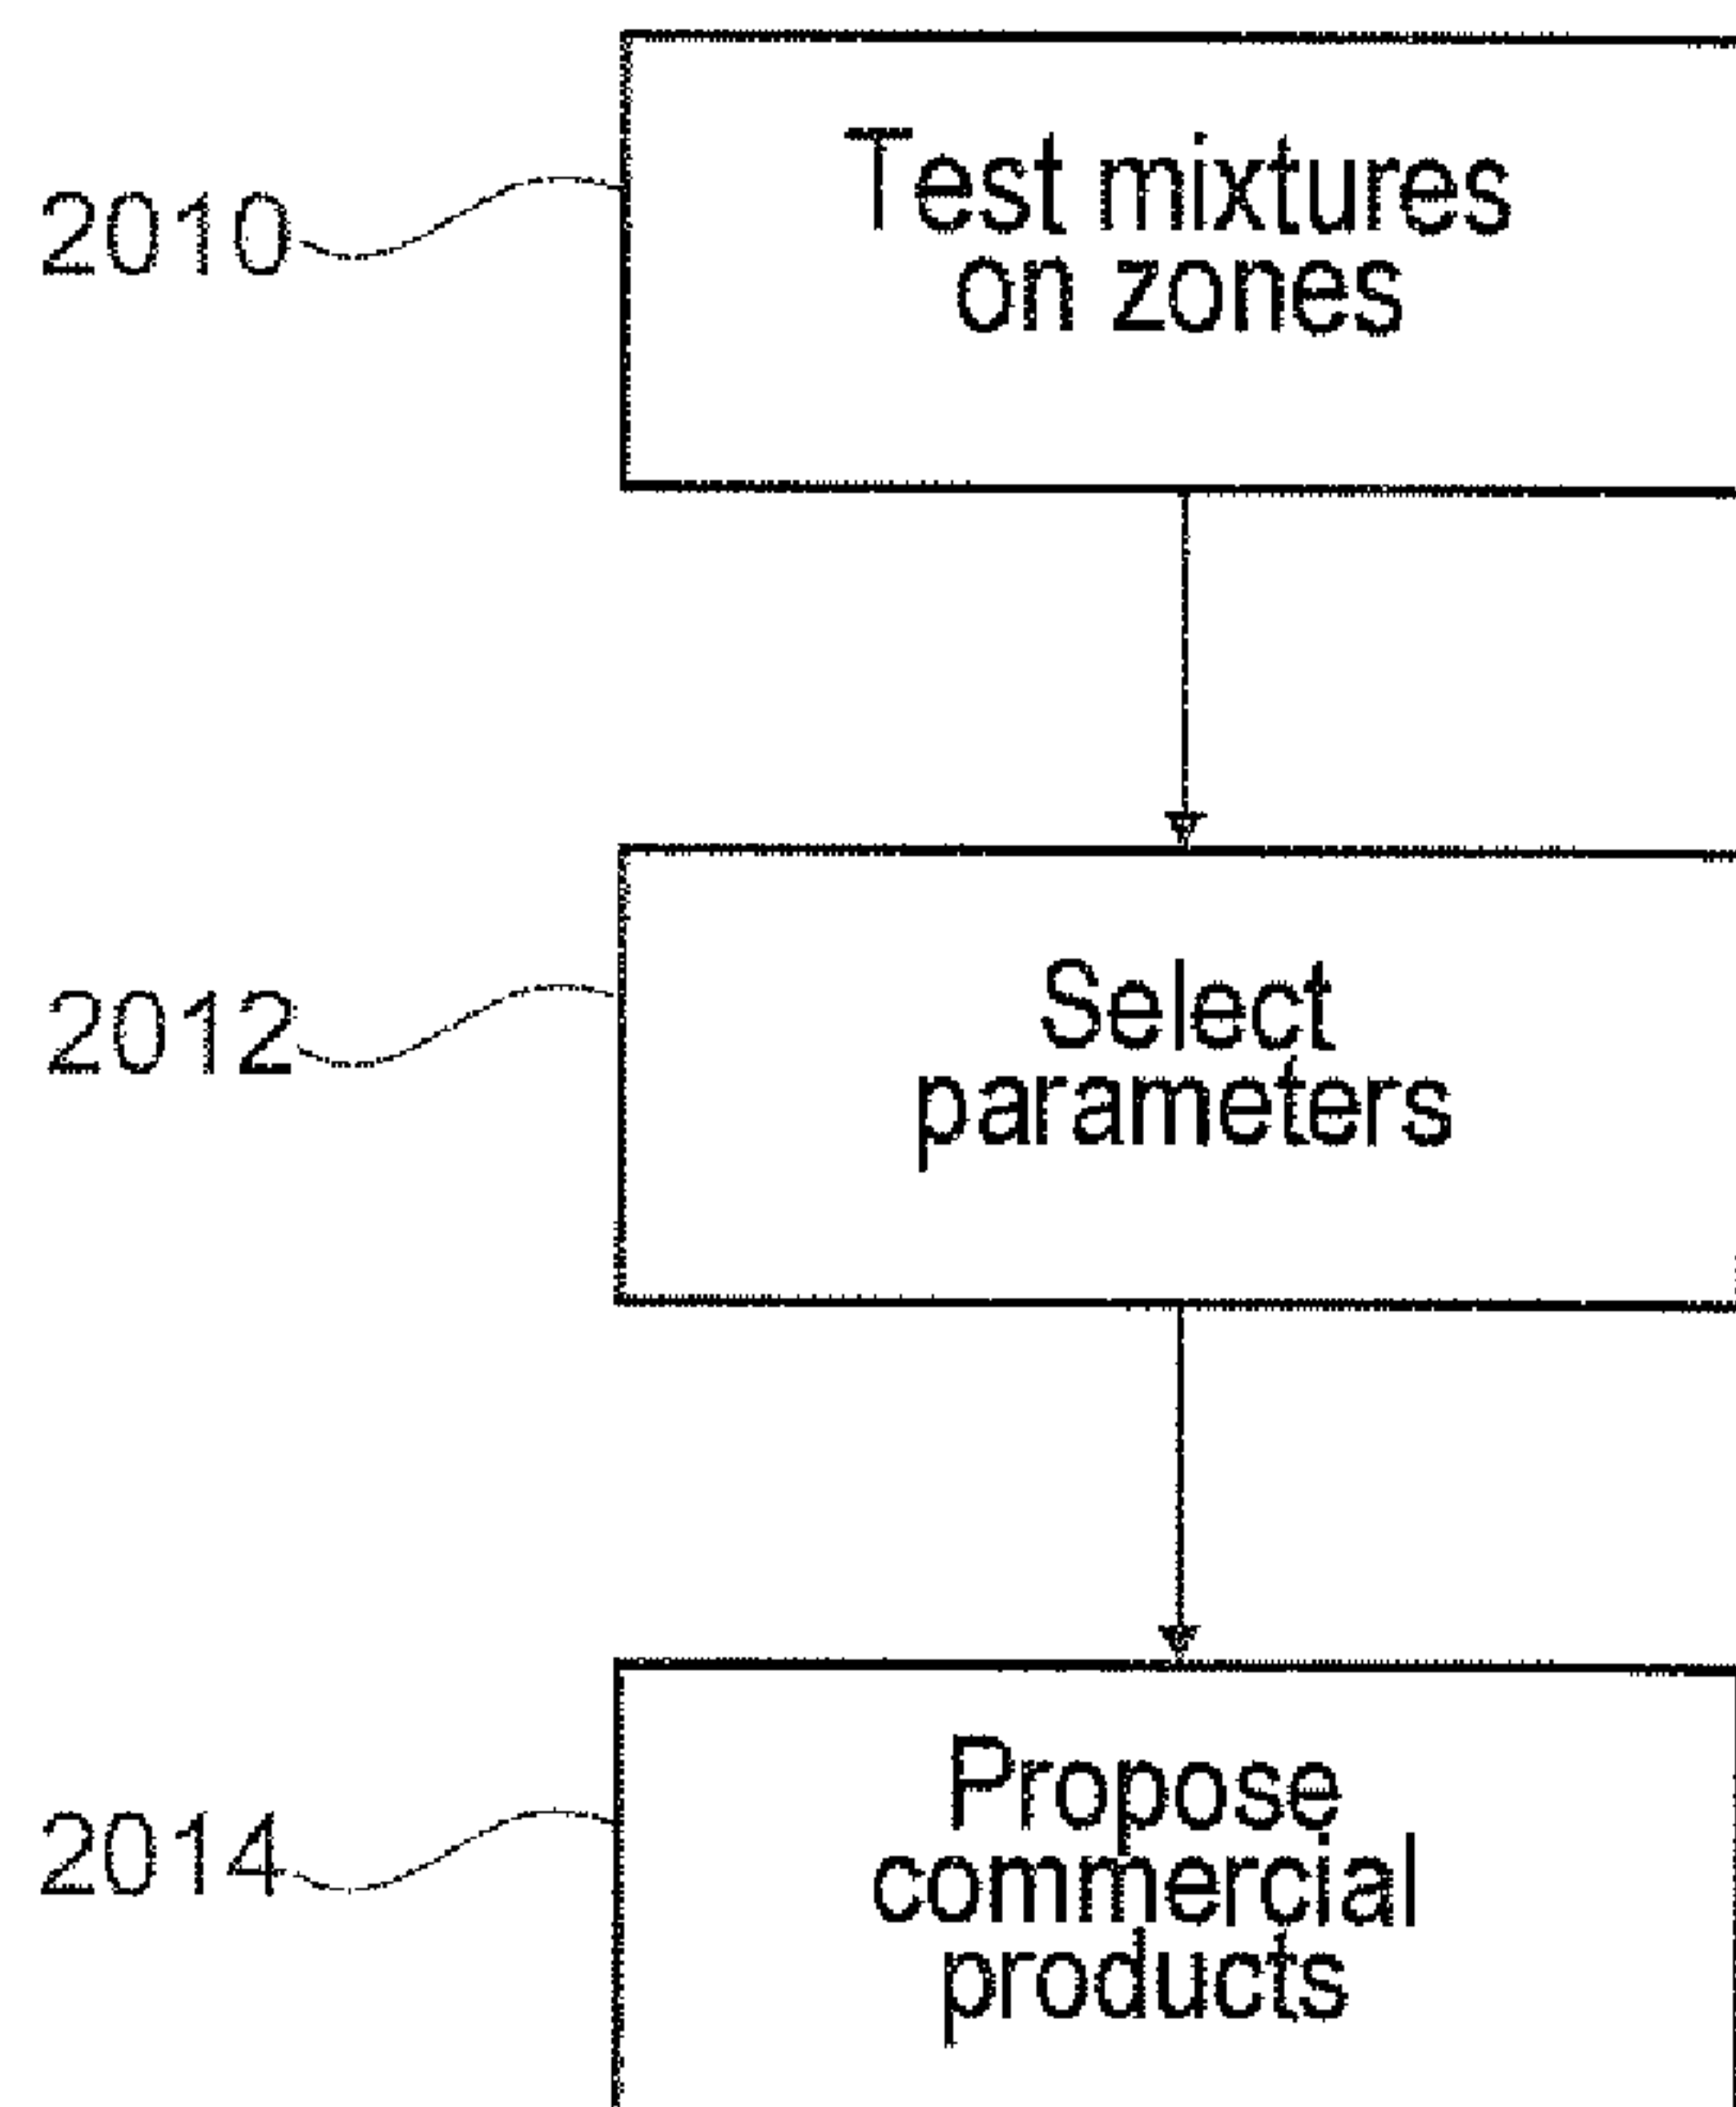 2010
Test mixtures
on zones
2012
Select
parameters
2014
Propose
commercial
products